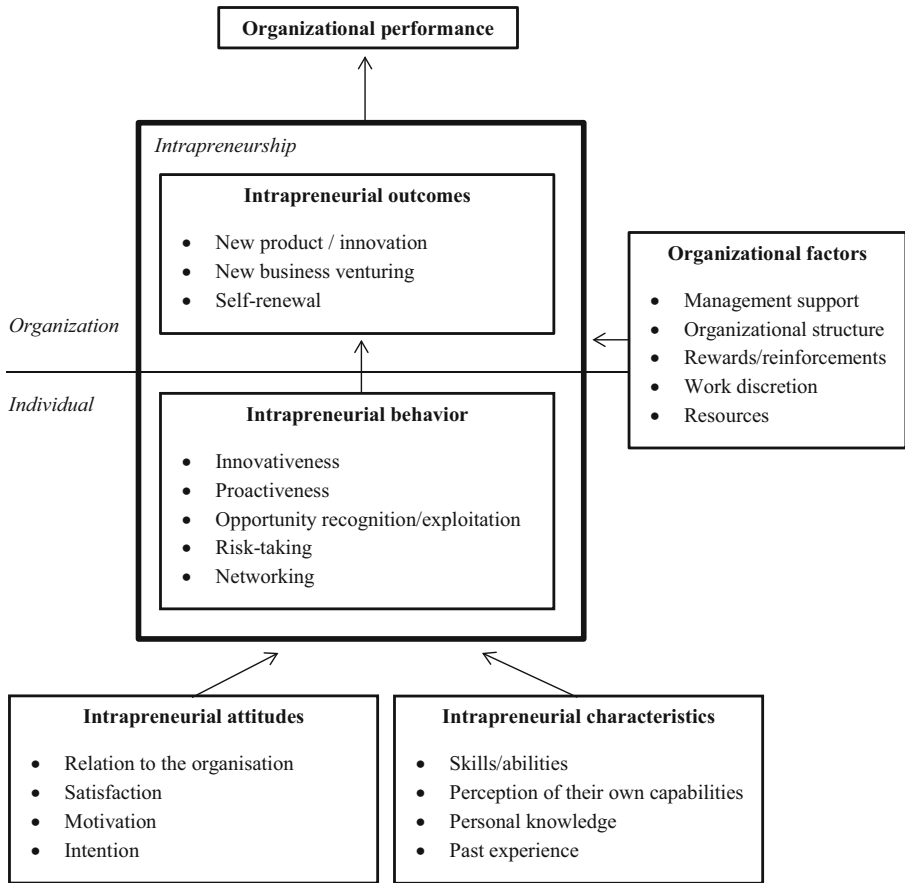 Organizational performance
Intrapreneurship
Intrapreneurial outcomes
• New product / innovation
• New business venturing
• Self-renewal
Organization
Individual
Organizational factors
• Management support
• Organizational structure
• Rewards/reinforcements
• Work discretion
• Resources
Intrapreneurial behavior
• Innovativeness
• Proactiveness
• Opportunity recognition/exploitation
• Risk-taking
• Networking
Intrapreneurial attitudes
• Relation to the organisation
• Satisfaction
• Motivation
• Intention
Intrapreneurial characteristics
• Skills/abilities
• Perception of their own capabilities
• Personal knowledge
• Past experience